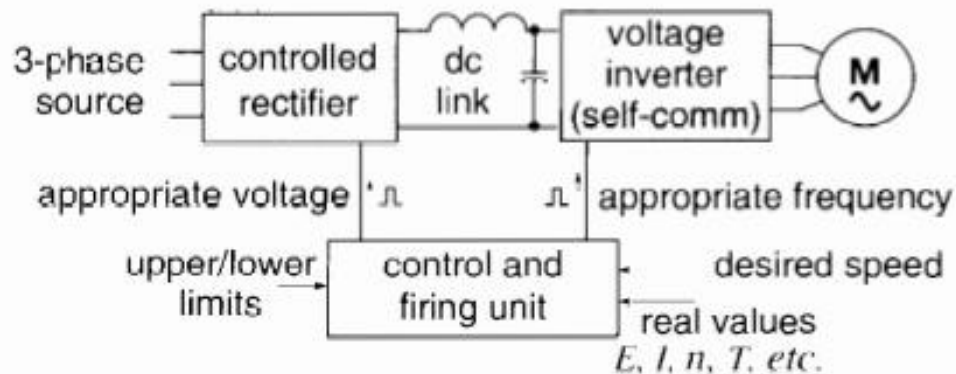 3-phase
source
controlled
rectifier
dc
link
voltage
inverter
(self-comm)
M
appropriate voltage
appropriate frequency
upper/lower
limits
control and
firing unit
desired speed
real values
E, I, n, T, etc.